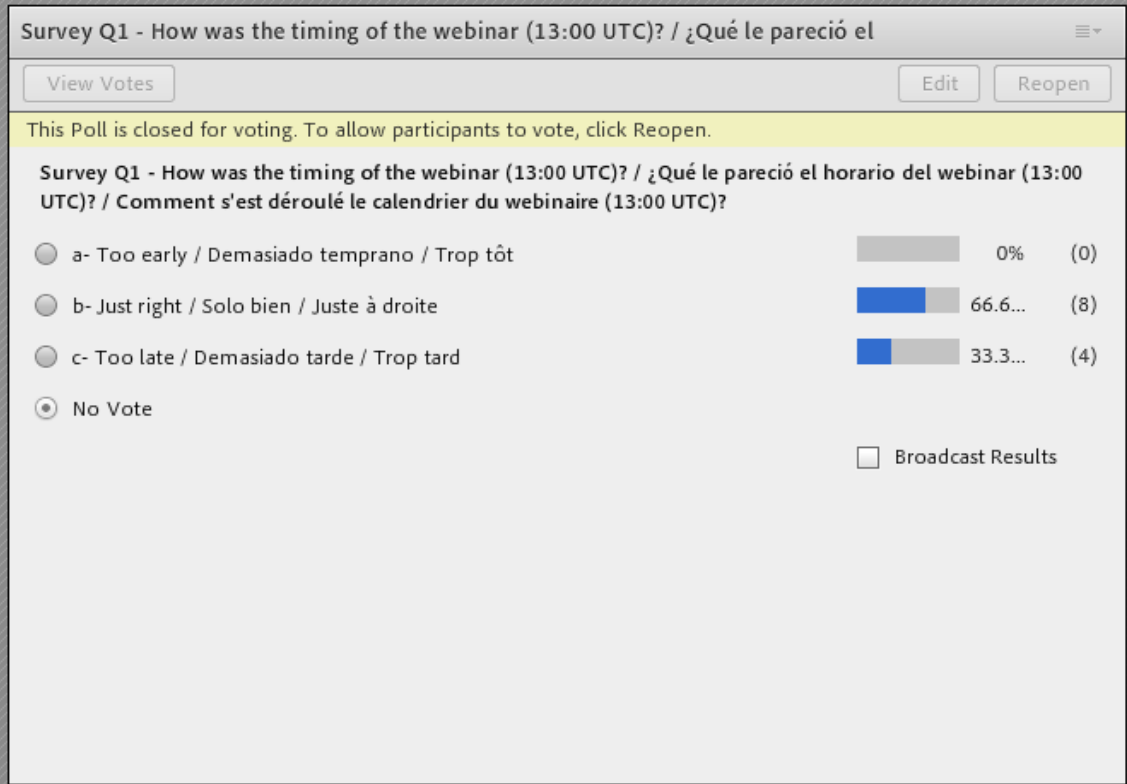 Survey Q1 - How was the timing of the webinar (13:00 UTC)? / ¿Qué le pareció el
View Votes Edit Reopen
This Poll is closed for voting. To allow participants to vote, click Reopen.
Survey Q1 - How was the timing of the webinar (13:00 UTC)? / ¿Qué le pareció el horario del webinar (13:00
UTC)? / Comment s'est déroulé le calendrier du webinaire (13:00 UTC)?
a- Too early / Demasiado temprano / Trop tôt 0% (0)
b- Just right / Solo bien / Juste à droite 66.6... (8)
c- Too late / Demasiado tarde / Trop tard 33.3... (4)
No Vote
Broadcast Results